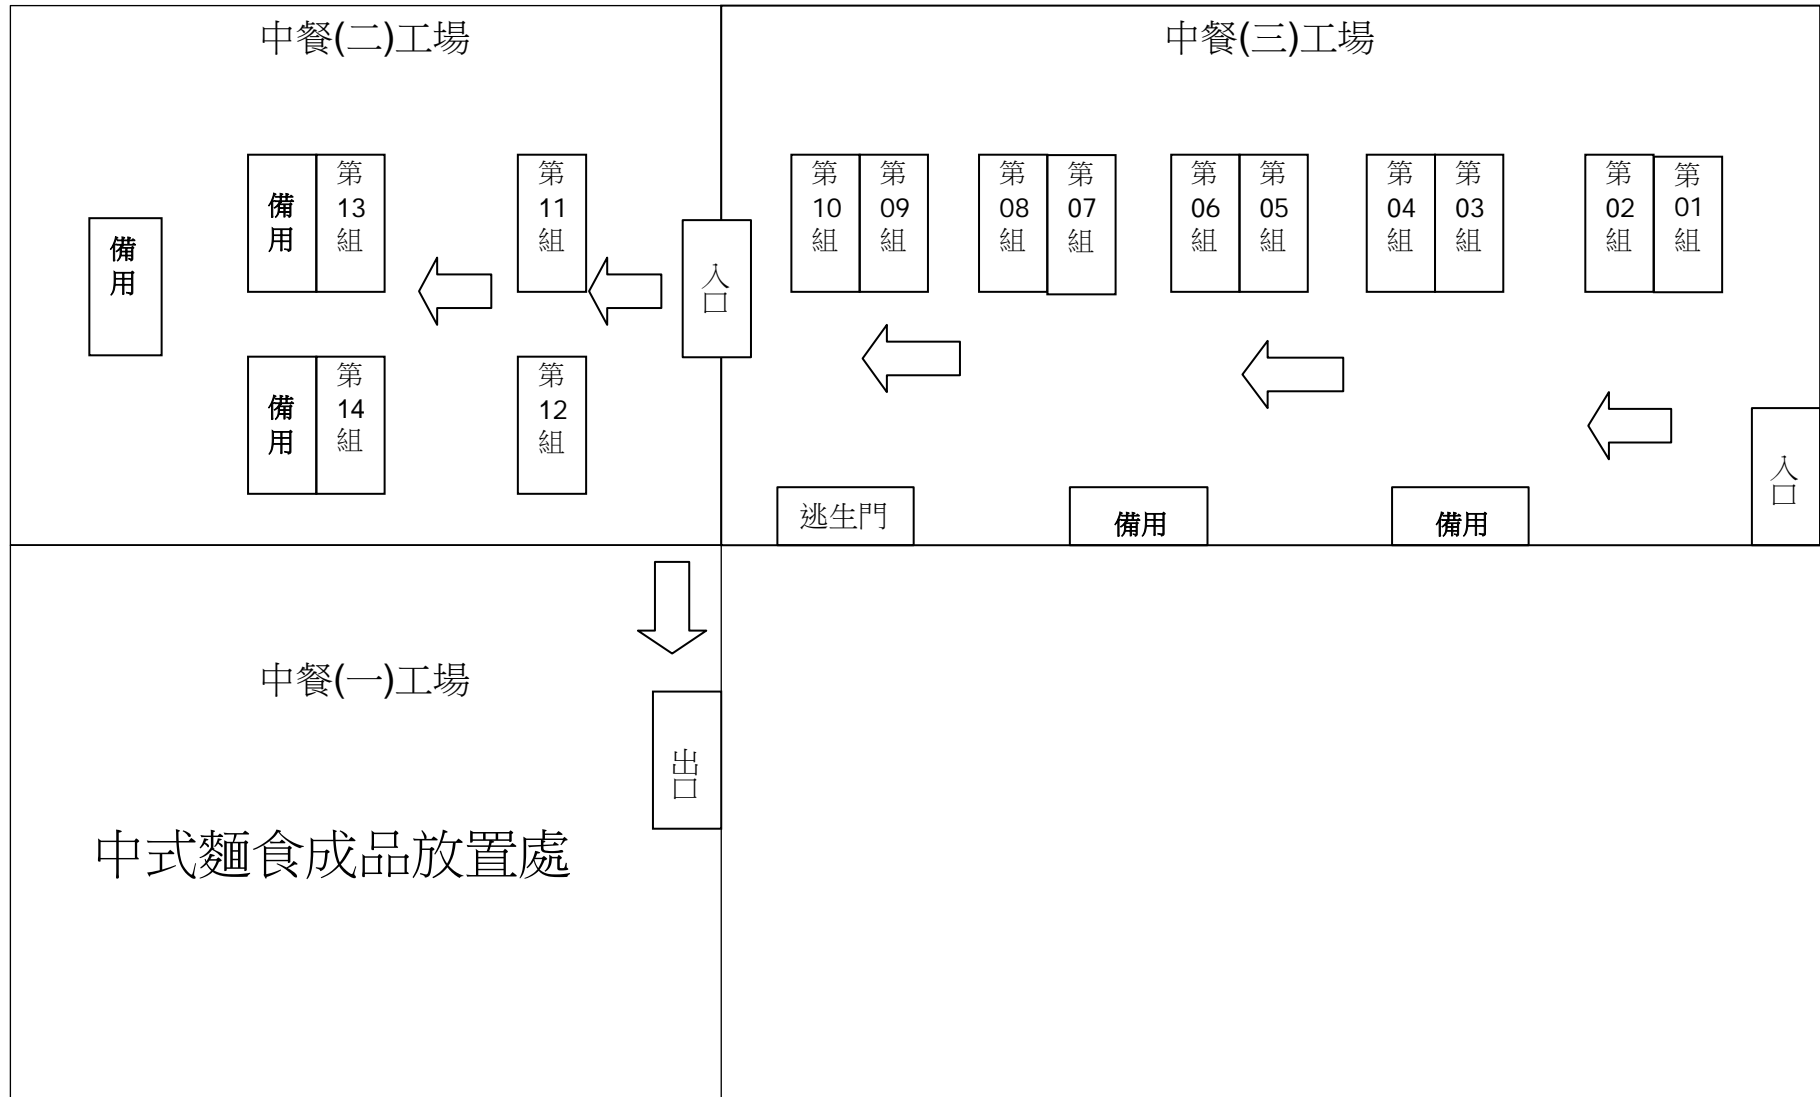 中餐(二)工場
中餐(三)工場
備用
備用
第13組
第11組
入口
第10組
第09組
第08組
第07組
第06組
第05組
第04組
第03組
第02組
第01組
備用
第14組
第12組
逃生門
備用
備用
入口
中餐(一)工場
出口
中式麵食成品放置處